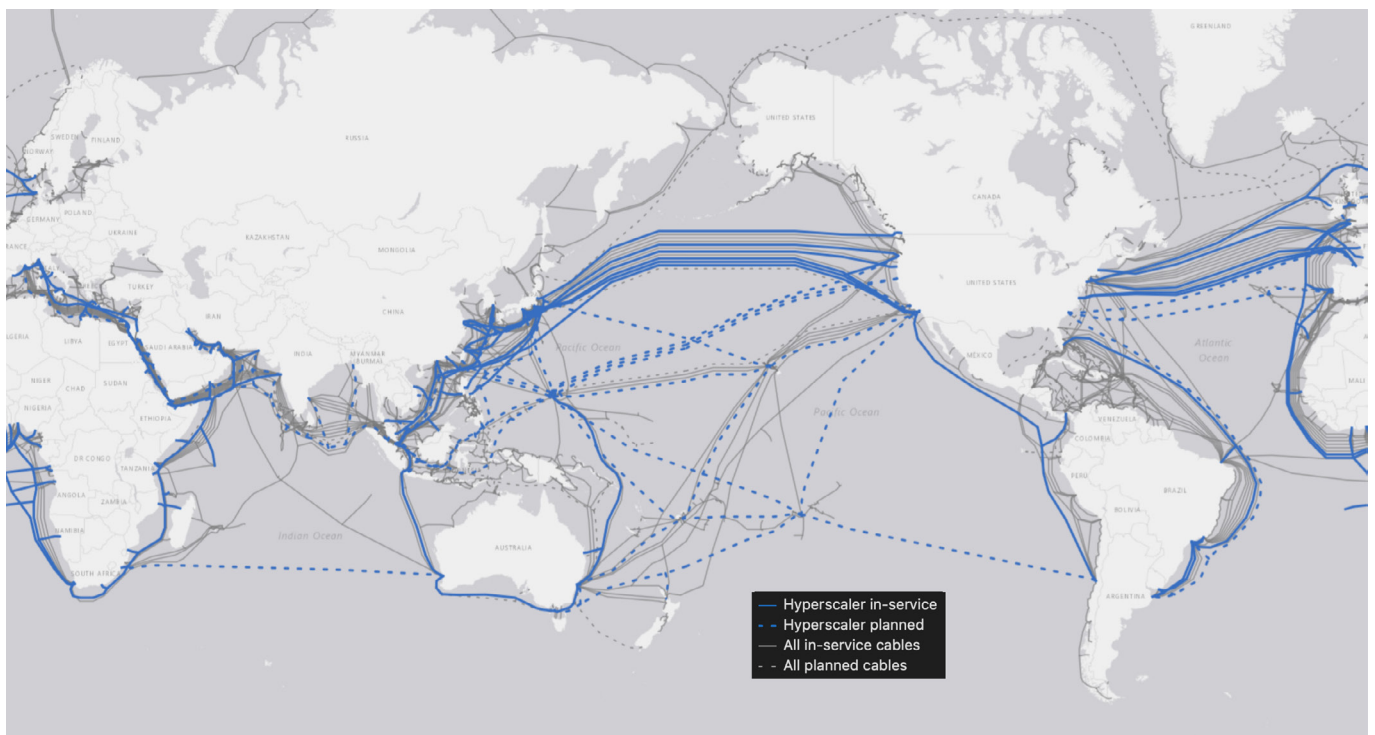 GREENLAND
SWEDEN
FINLAND
NORWAY
RUSSIA
UNITED STATES
CANADA
POLAND
GERMANY
UKRAINE
KAZAKHSTAN
MONGOLIA
TURKEY
UNITED STATES
IRAN
CHINA
LIBYA
EGYPT
SAUDI ARABIA
INDIA
MYANMAR
(BURMA)
Pacific Ocean
MEXICO
Atlantic
Ocean
NIGER
CHAD
SUDAN
MALI
NIGERIA
ETHIOPIA
Pacific Ocean
VENEZUELA
COLOMBIA
DR CONGO
TANZANIA
PERU
BRAZIL
ANGOLA
ZAMBIA
BOLIVIA
NAMIBIA
Indian Ocean
AUSTRALIA
SOUTH AFRICA
ARGENTINA
Hyperscaler in-service
Hyperscaler planned
All in-service cables
All planned cables